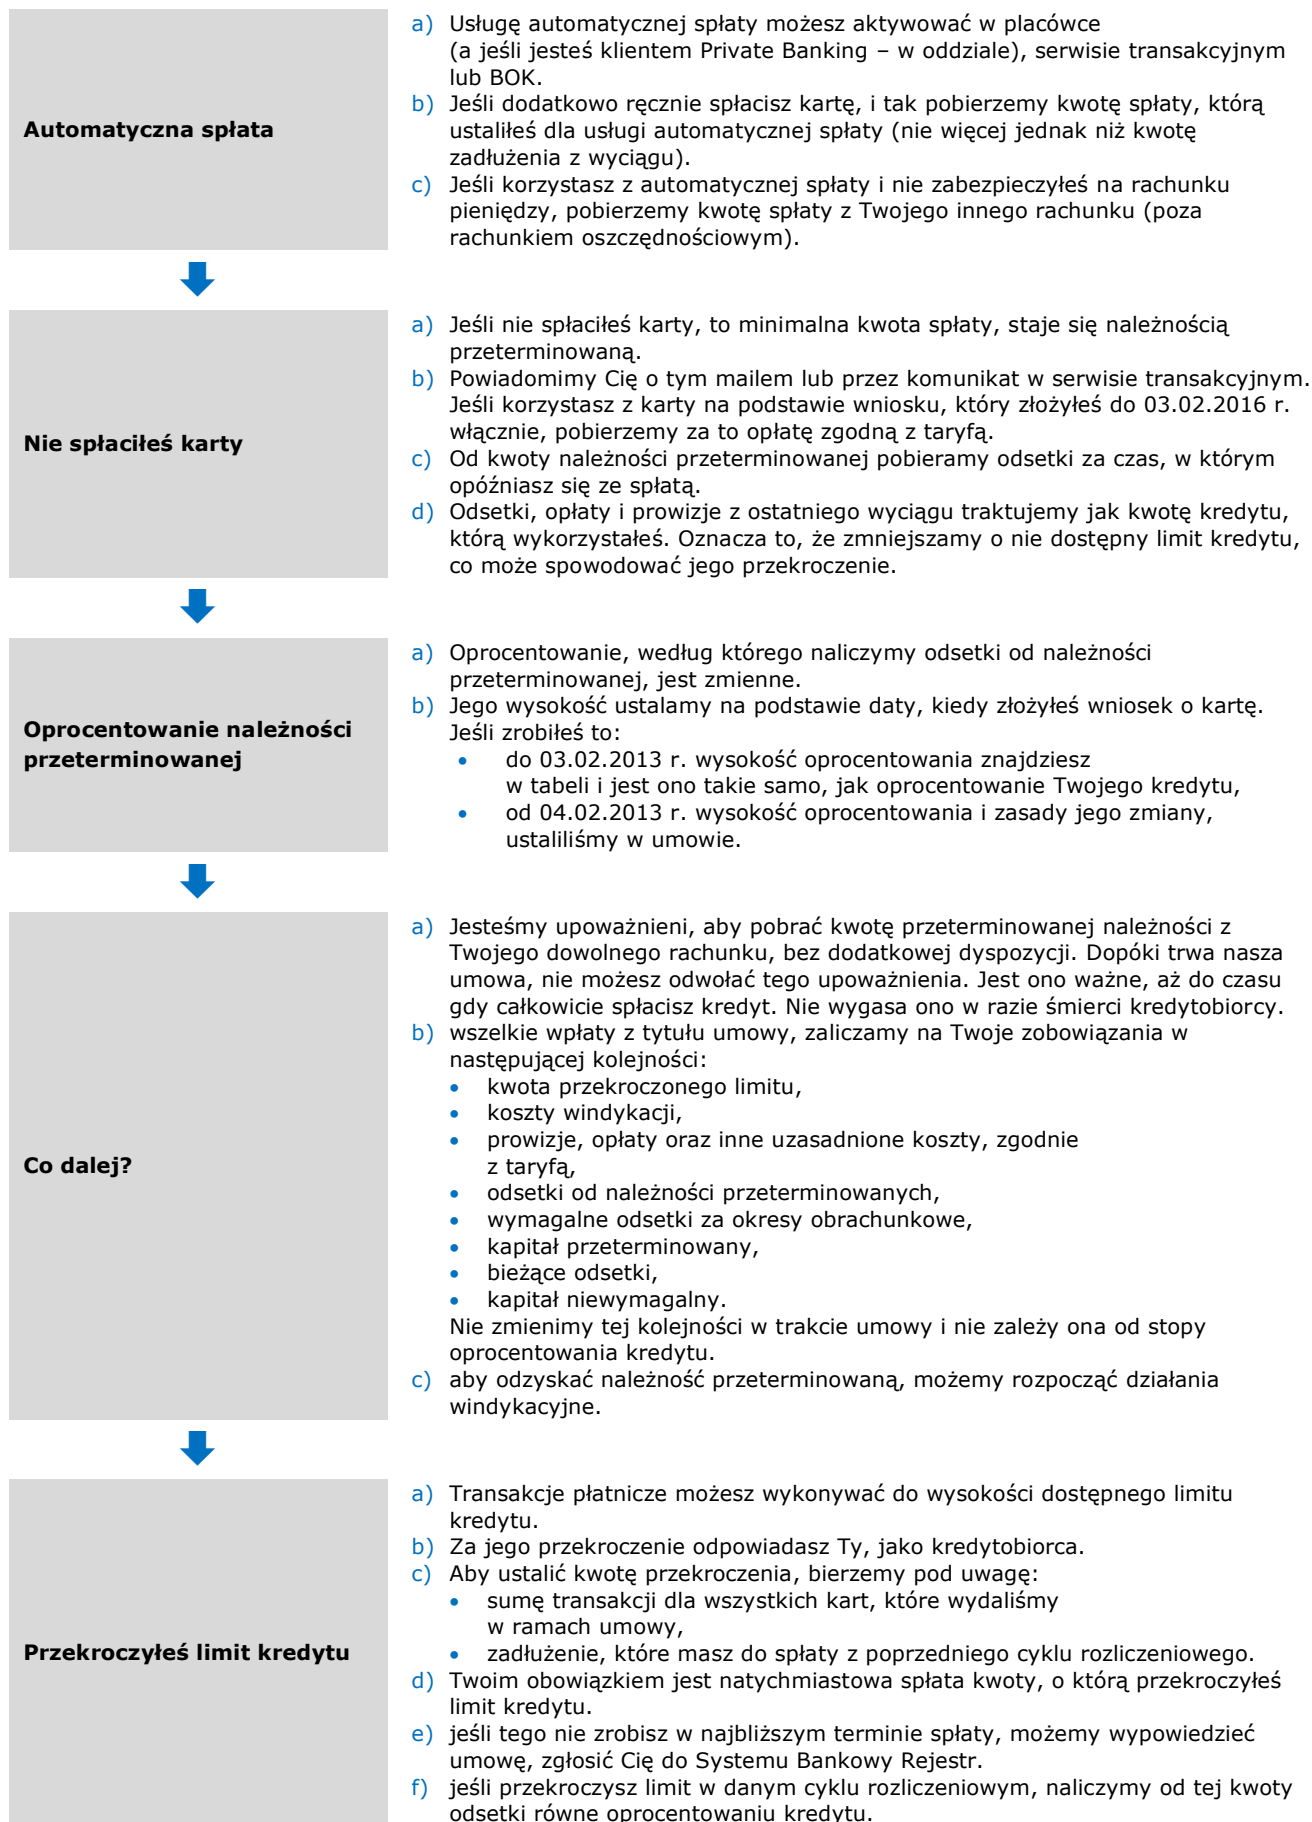 Automatyczna spłata
a) Usługę automatycznej spłaty możesz aktywować w placówce
(a jeśli jesteś klientem Private Banking – w oddziale), serwisie transakcyjnym
lub BOK.
b) Jeśli dodatkowo ręcznie spłacisz kartę, i tak pobierzemy kwotę spłaty, którą
ustaliłeś dla usługi automatycznej spłaty (nie więcej jednak niż kwotę
zadłużenia z wyciągu).
c) Jeśli korzystasz z automatycznej spłaty i nie zabezpieczyłeś na rachunku
pieniędzy, pobierzemy kwotę spłaty z Twojego innego rachunku (poza
rachunkiem oszczędnościowym).
Nie spłaciłeś karty
a) Jeśli nie spłaciłeś karty, to minimalna kwota spłaty, staje się należnością
przeterminowaną.
b) Powiadomimy Cię o tym mailem lub przez komunikat w serwisie transakcyjnym.
Jeśli korzystasz z karty na podstawie wniosku, który złożyłeś do 03.02.2016 r.
włącznie, pobierzemy za to opłatę zgodną z taryfą.
c) Od kwoty należności przeterminowanej pobieramy odsetki za czas, w którym
opóźniasz się ze spłatą.
d) Odsetki, opłaty i prowizje z ostatniego wyciągu traktujemy jak kwotę kredytu,
którą wykorzystałeś. Oznacza to, że zmniejszamy o nie dostępny limit kredytu,
co może spowodować jego przekroczenie.
Oprocentowanie należności
przeterminowanej
a) Oprocentowanie, według którego naliczymy odsetki od należności
przeterminowanej, jest zmienne.
b) Jego wysokość ustalamy na podstawie daty, kiedy złożyłeś wniosek o kartę.
Jeśli zrobiłeś to:
• do 03.02.2013 r. wysokość oprocentowania znajdziesz
w tabeli i jest ono takie samo, jak oprocentowanie Twojego kredytu,
• od 04.02.2013 r. wysokość oprocentowania i zasady jego zmiany,
ustaliliśmy w umowie.
Co dalej?
a) Jesteśmy upoważnieni, aby pobrać kwotę przeterminowanej należności z
Twojego dowolnego rachunku, bez dodatkowej dyspozycji. Dopóki trwa nasza
umowa, nie możesz odwołać tego upoważnienia. Jest ono ważne, aż do czasu
gdy całkowicie spłacisz kredyt. Nie wygasa ono w razie śmierci kredytobiorcy.
b) wszelkie wpłaty z tytułu umowy, zaliczamy na Twoje zobowiązania w
następującej kolejności:
• kwota przekroczonego limitu,
• koszty windykacji,
• prowizje, opłaty oraz inne uzasadnione koszty, zgodnie
z taryfą,
• odsetki od należności przeterminowanych,
• wymagalne odsetki za okresy obrachunkowe,
• kapitał przeterminowany,
• bieżące odsetki,
• kapitał niewymagalny.
Nie zmienimy tej kolejności w trakcie umowy i nie zależy ona od stopy
oprocentowania kredytu.
c) aby odzyskać należność przeterminowaną, możemy rozpocząć działania
windykacyjne.
Przekroczyłeś limit kredytu
a) Transakcje płatnicze możesz wykonywać do wysokości dostępnego limitu
kredytu.
b) Za jego przekroczenie odpowiadasz Ty, jako kredytobiorca.
c) Aby ustalić kwotę przekroczenia, bierzemy pod uwagę:
• sumę transakcji dla wszystkich kart, które wydaliśmy
w ramach umowy,
• zadłużenie, które masz do spłaty z poprzedniego cyklu rozliczeniowego.
d) Twoim obowiązkiem jest natychmiastowa spłata kwoty, o którą przekroczyłeś
limit kredytu.
e) jeśli tego nie zrobisz w najbliższym terminie spłaty, możemy wypowiedzieć
umowę, zgłosić Cię do Systemu Bankowy Rejestr.
f) jeśli przekroczysz limit w danym cyklu rozliczeniowym, naliczymy od tej kwoty
odsetki równe oprocentowaniu kredytu.